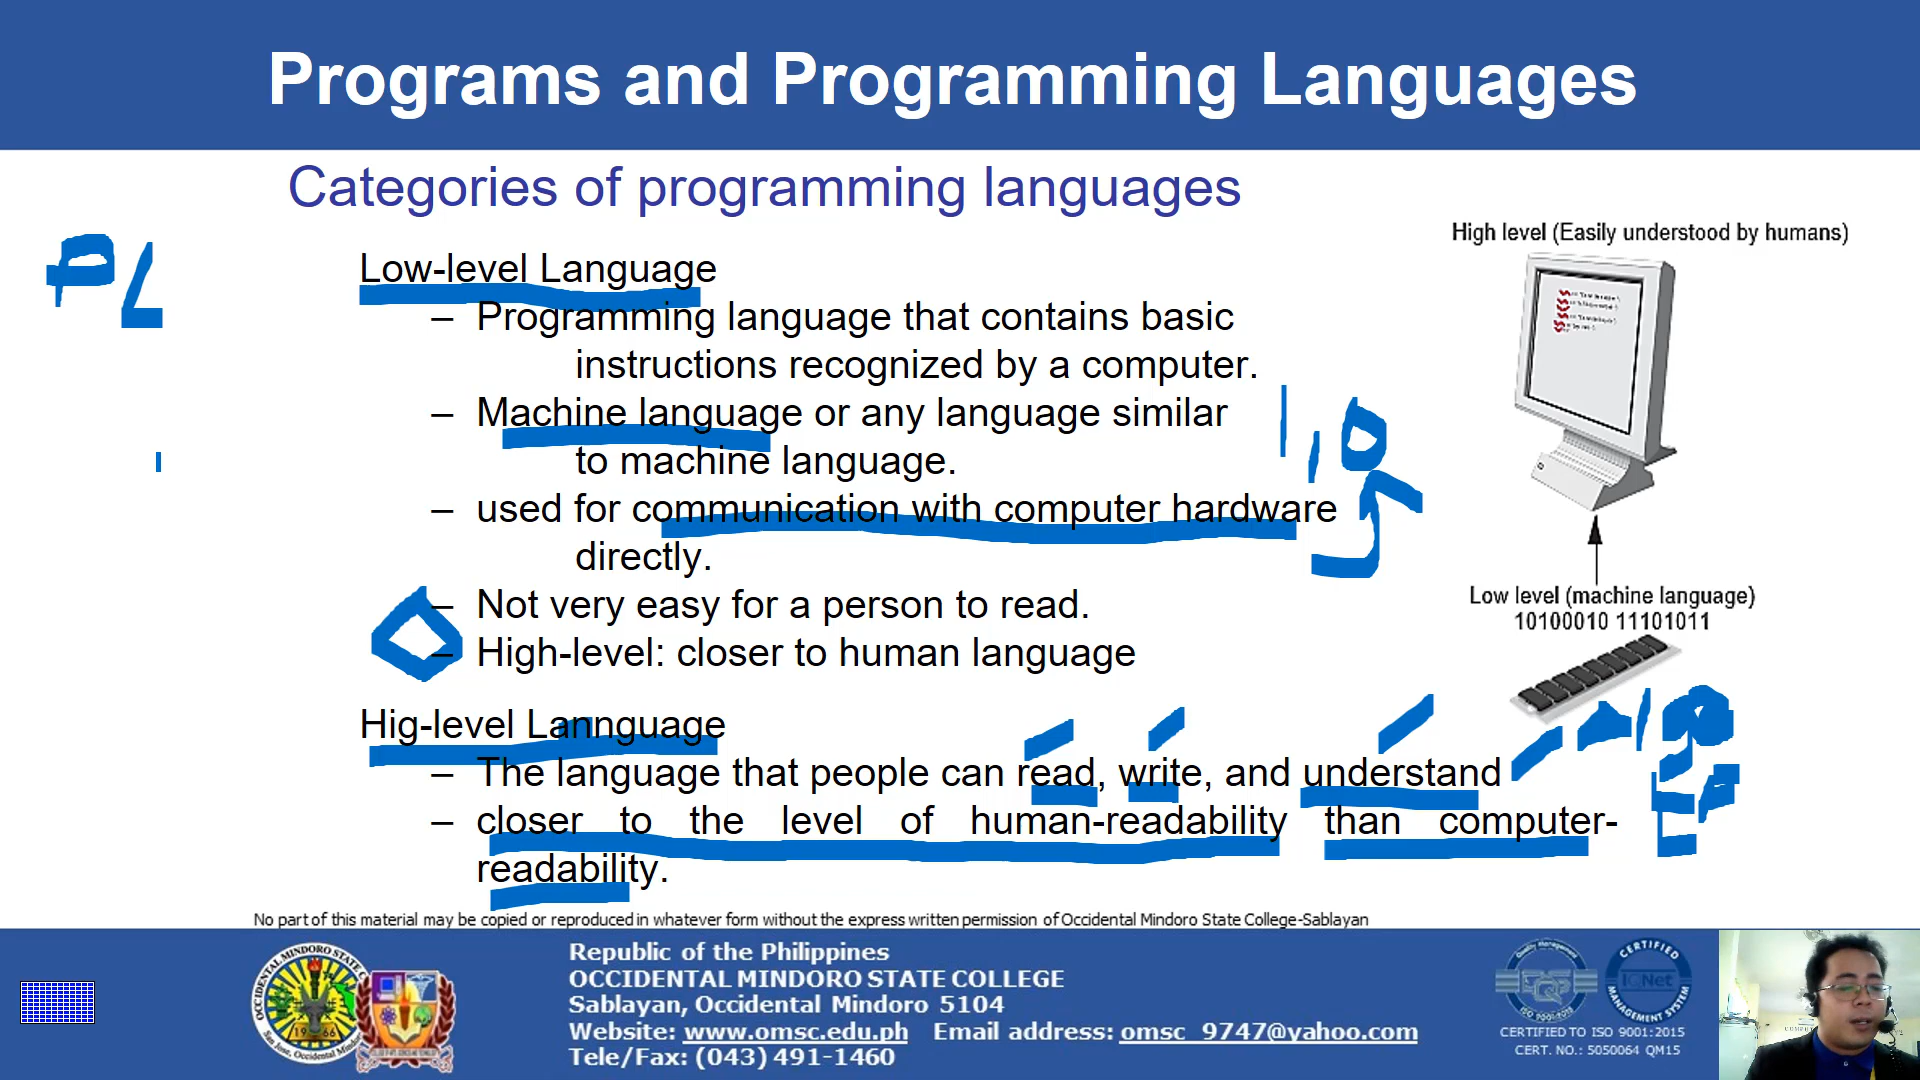 Programs and Programming Languages
Categories of programming languages
PL
Low-level Language
– Programming language that contains basic
instructions recognized by a computer.
– Machine language or any language similar
to machine language.
– used for communication with computer hardware
directly.
– Not very easy for a person to read.
– High-level: closer to human language
Hig-level Lannguage
– The language that people can read, write, and understand
– closer to the level of human-readability than computer-
readability.
1,0
High level (Easily understood by humans)
Low level (machine language)
10100010 11101011
No part of this material may be copied or reproduced in whatever form without the express written permission of Occidental Mindoro State College-Sablayan
Republic of the Philippines
OCCIDENTAL MINDORO STATE COLLEGE
Sablayan, Occidental Mindoro 5104
Website: www.omsc.edu.ph Email address: omsc_9747@yahoo.com
Tele/Fax: (043) 491-1460
CERTIFIED
IQNet
MANAGEMENT SYSTEM
CERTIFIED TO ISO 9001:2015
CERT. NO.: 5050064 QM15